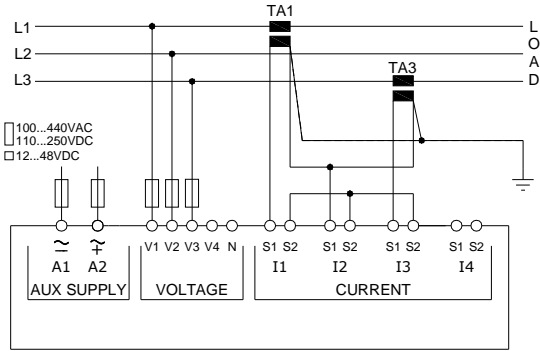 TA1
L1 L
L2 O
A
L3 TA3 D
100...440VAC
110...250VDC
12...48VDC
V1 V2 V3 V4 N S1 S2 S1 S2 S1 S2 S1 S2
A1 A2 I1 I2 I3 I4
AUX SUPPLY VOLTAGE CURRENT